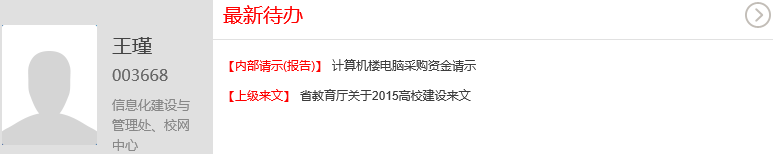 王瑾
003668
信息化建设与
管理处、校网
中心
最新待办
【内部请示(报告)】 计算机楼电脑采购资金请示
【上级来文】 省教育厅关于2015高校建设来文